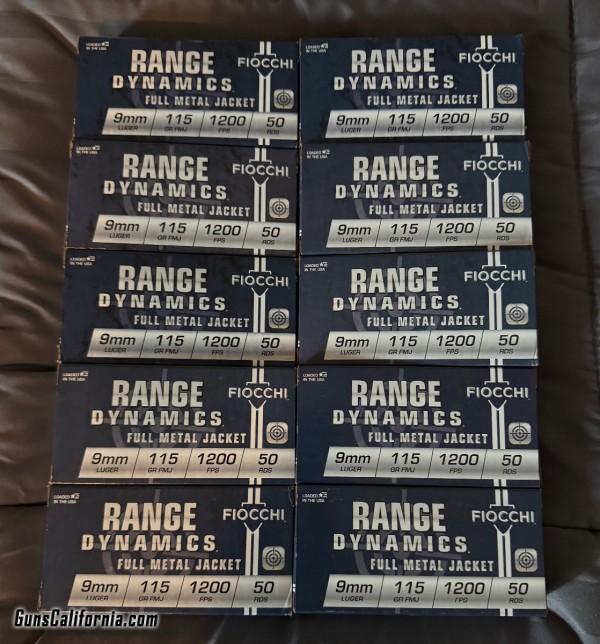 LOADED IN THE USA
RANGE
DYNAMICS
FIOCCHI
FULL METAL JACKET
9mm LUGER 115 GR FMJ 1200 FPS 50 RDS
LOADED IN THE USA
RANGE
DYNAMICS
FIOCCHI
FULL METAL JACKET
9mm LUGER 115 GR FMJ 1200 FPS 50 RDS
LOADED IN THE USA
RANGE
DYNAMICS
FIOCCHI
FULL METAL JACKET
9mm LUGER 115 GR FMJ 1200 FPS 50 RDS
LOADED IN THE USA
RANGE
DYNAMICS
FIOCCHI
FULL METAL JACKET
9mm LUGER 115 GR FMJ 1200 FPS 50 RDS
LOADED IN THE USA
RANGE
DYNAMICS
FIOCCHI
FULL METAL JACKET
9mm LUGER 115 GR FMJ 1200 FPS 50 RDS
LOADED IN THE USA
RANGE
DYNAMICS
FIOCCHI
FULL METAL JACKET
9mm LUGER 115 GR FMJ 1200 FPS 50 RDS
LOADED IN THE USA
RANGE
DYNAMICS
FIOCCHI
FULL METAL JACKET
9mm LUGER 115 GR FMJ 1200 FPS 50 RDS
LOADED IN THE USA
RANGE
DYNAMICS
FIOCCHI
FULL METAL JACKET
9mm LUGER 115 GR FMJ 1200 FPS 50 RDS
LOADED IN THE USA
RANGE
DYNAMICS
FIOCCHI
FULL METAL JACKET
9mm LUGER 115 GR FMJ 1200 FPS 50 RDS
LOADED IN THE USA
RANGE
DYNAMICS
FIOCCHI
FULL METAL JACKET
9mm LUGER 115 GR FMJ 1200 FPS 50 RDS
GunsCalifornia.com